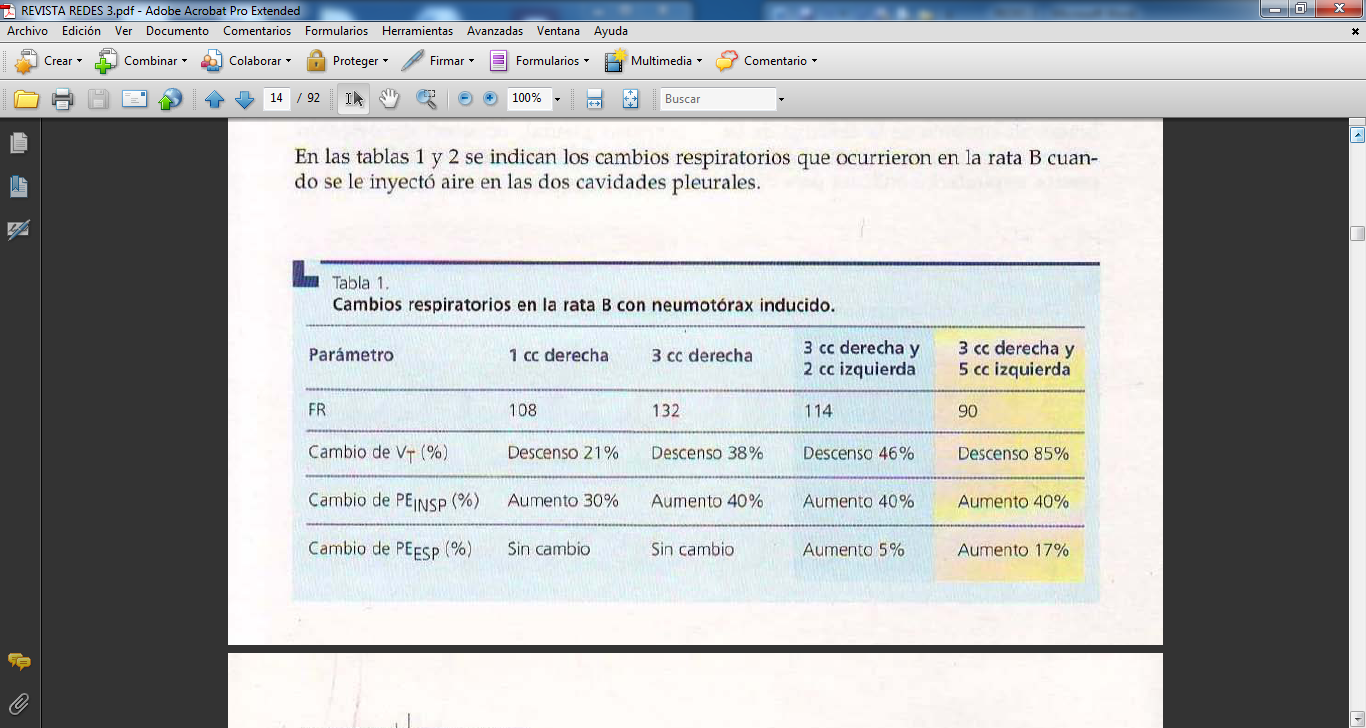 REVISTA REDES 3.pdf - Adobe Acrobat Pro Extended
Archivo Edición Ver Documento Comentarios Formularios Herramientas Avanzadas Ventana Ayuda
Crear Combinar Colaborar Proteger Firmar Formularios Multimedia Comentario
14 / 92 100% Buscar
En las tablas 1 y 2 se indican los cambios respiratorios que ocurrieron en la rata B cuan-
do se le inyectó aire en las dos cavidades pleurales.
Tabla 1.
Cambios respiratorios en la rata B con neumotórax inducido.
Parámetro 1 cc derecha 3 cc derecha 3 cc derecha y 2 cc izquierda 3 cc derecha y 5 cc izquierda
FR 108 132 114 90
Cambio de VT (%) Descenso 21% Descenso 38% Descenso 46% Descenso 85%
Cambio de PEINSP (%) Aumento 30% Aumento 40% Aumento 40% Aumento 40%
Cambio de PEESP (%) Sin cambio Sin cambio Aumento 5% Aumento 17%